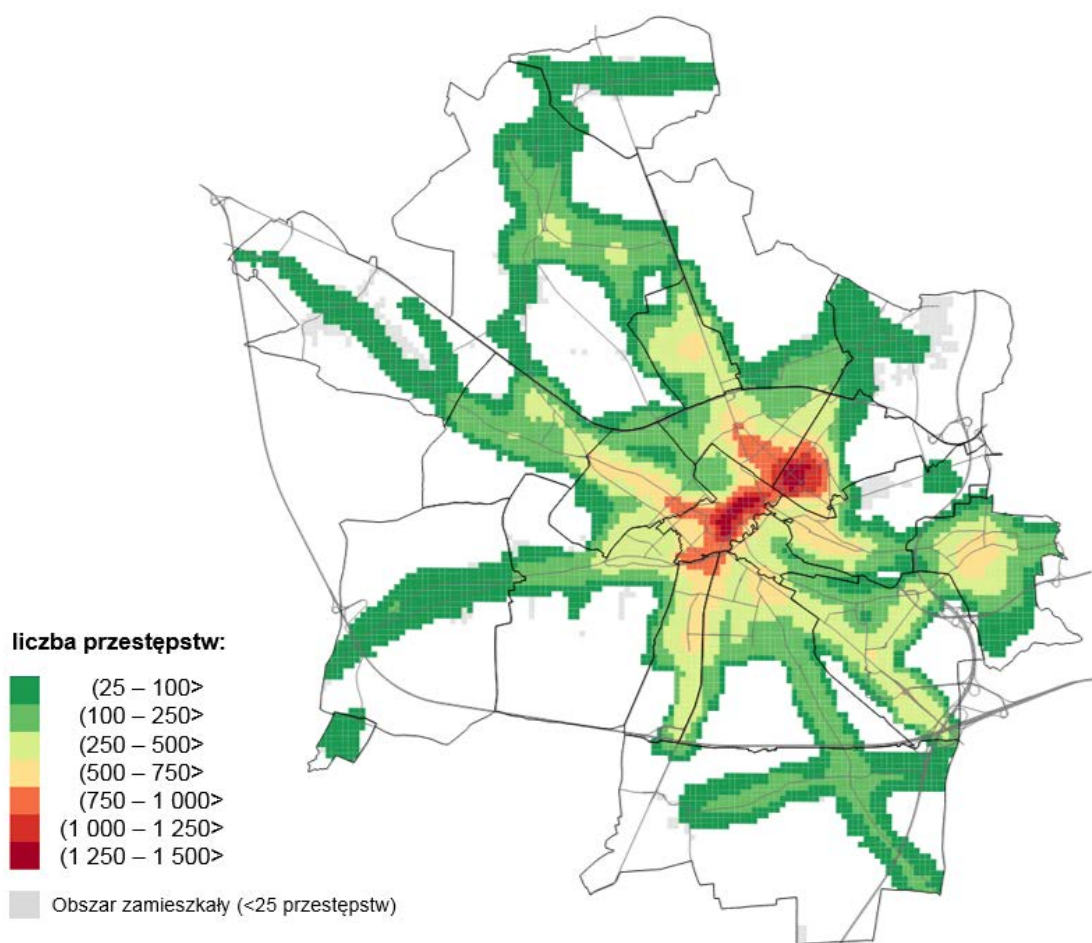 liczba przestępstw:
(25 – 100>
(100 – 250>
(250 – 500>
(500 – 750>
(750 – 1 000>
(1 000 – 1 250>
(1 250 – 1 500>
Obszar zamieszkały (<25 przestępstw)